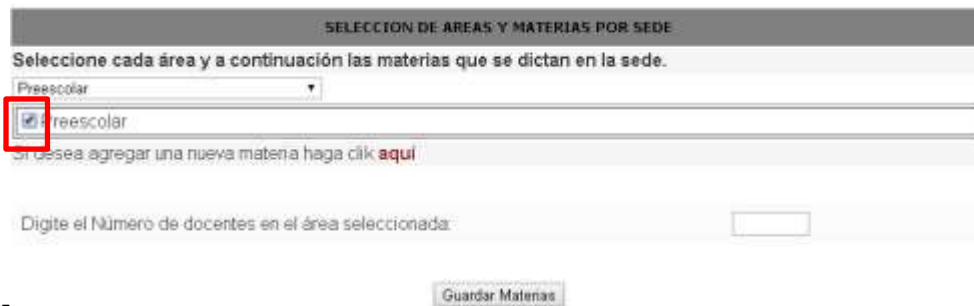 SELECCION DE AREAS Y MATERIAS POR SEDE
Seleccione cada área y a continuación las materias que se dictan en la sede.
Preescolar
Preescolar
Si desea agregar una nueva materia haga clik aquí
Digite el Número de docentes en el área seleccionada:
Guardar Materias